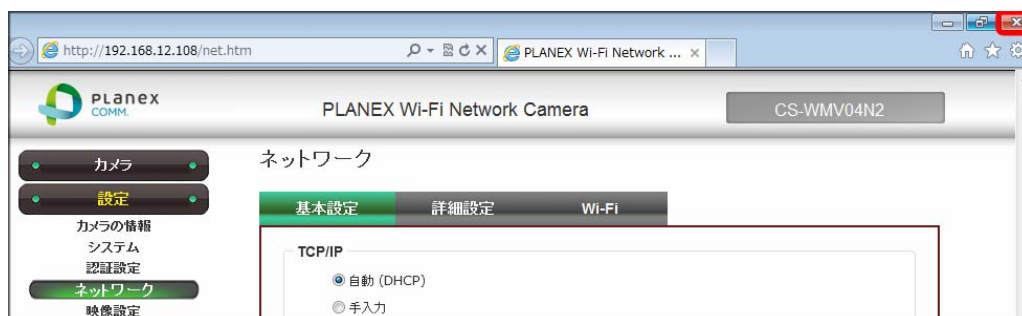 http://192.168.12.108/net.htm
PLANEX Wi-Fi Network ...
PLANEX
COMM.
PLANEX Wi-Fi Network Camera
CS-WMV04N2
カメラ
ネットワーク
設定
基本設定
詳細設定
Wi-Fi
カメラの情報
システム
認証設定
ネットワーク
映像設定
TCP/IP
自動 (DHCP)
手入力